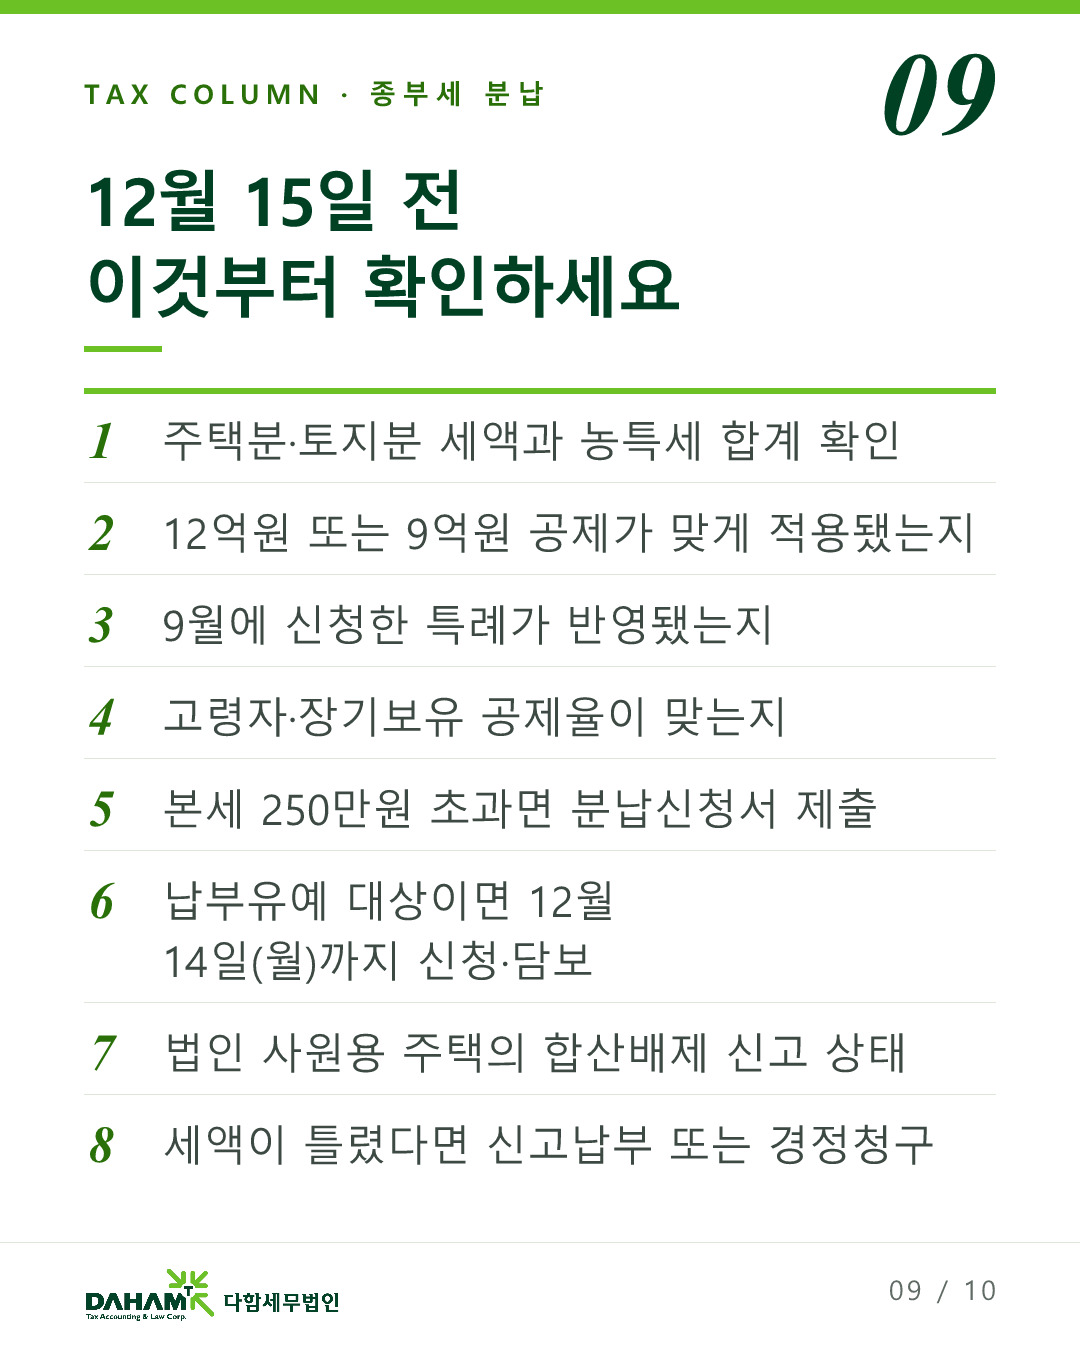 TAX COLUMN · 종부세 분납
09
12월 15일 전
이것부터 확인하세요
1 주택분·토지분 세액과 농특세 합계 확인
2 12억원 또는 9억원 공제가 맞게 적용됐는지
3 9월에 신청한 특례가 반영됐는지
4 고령자·장기보유 공제율이 맞는지
5 본세 250만원 초과면 분납신청서 제출
6 납부유예 대상이면 12월
14일(월)까지 신청·담보
7 법인 사원용 주택의 합산배제 신고 상태
8 세액이 틀렸다면 신고납부 또는 경정청구
DAHAM T 다함세무법인
Tax Accounting & Law Corp.
09 / 10